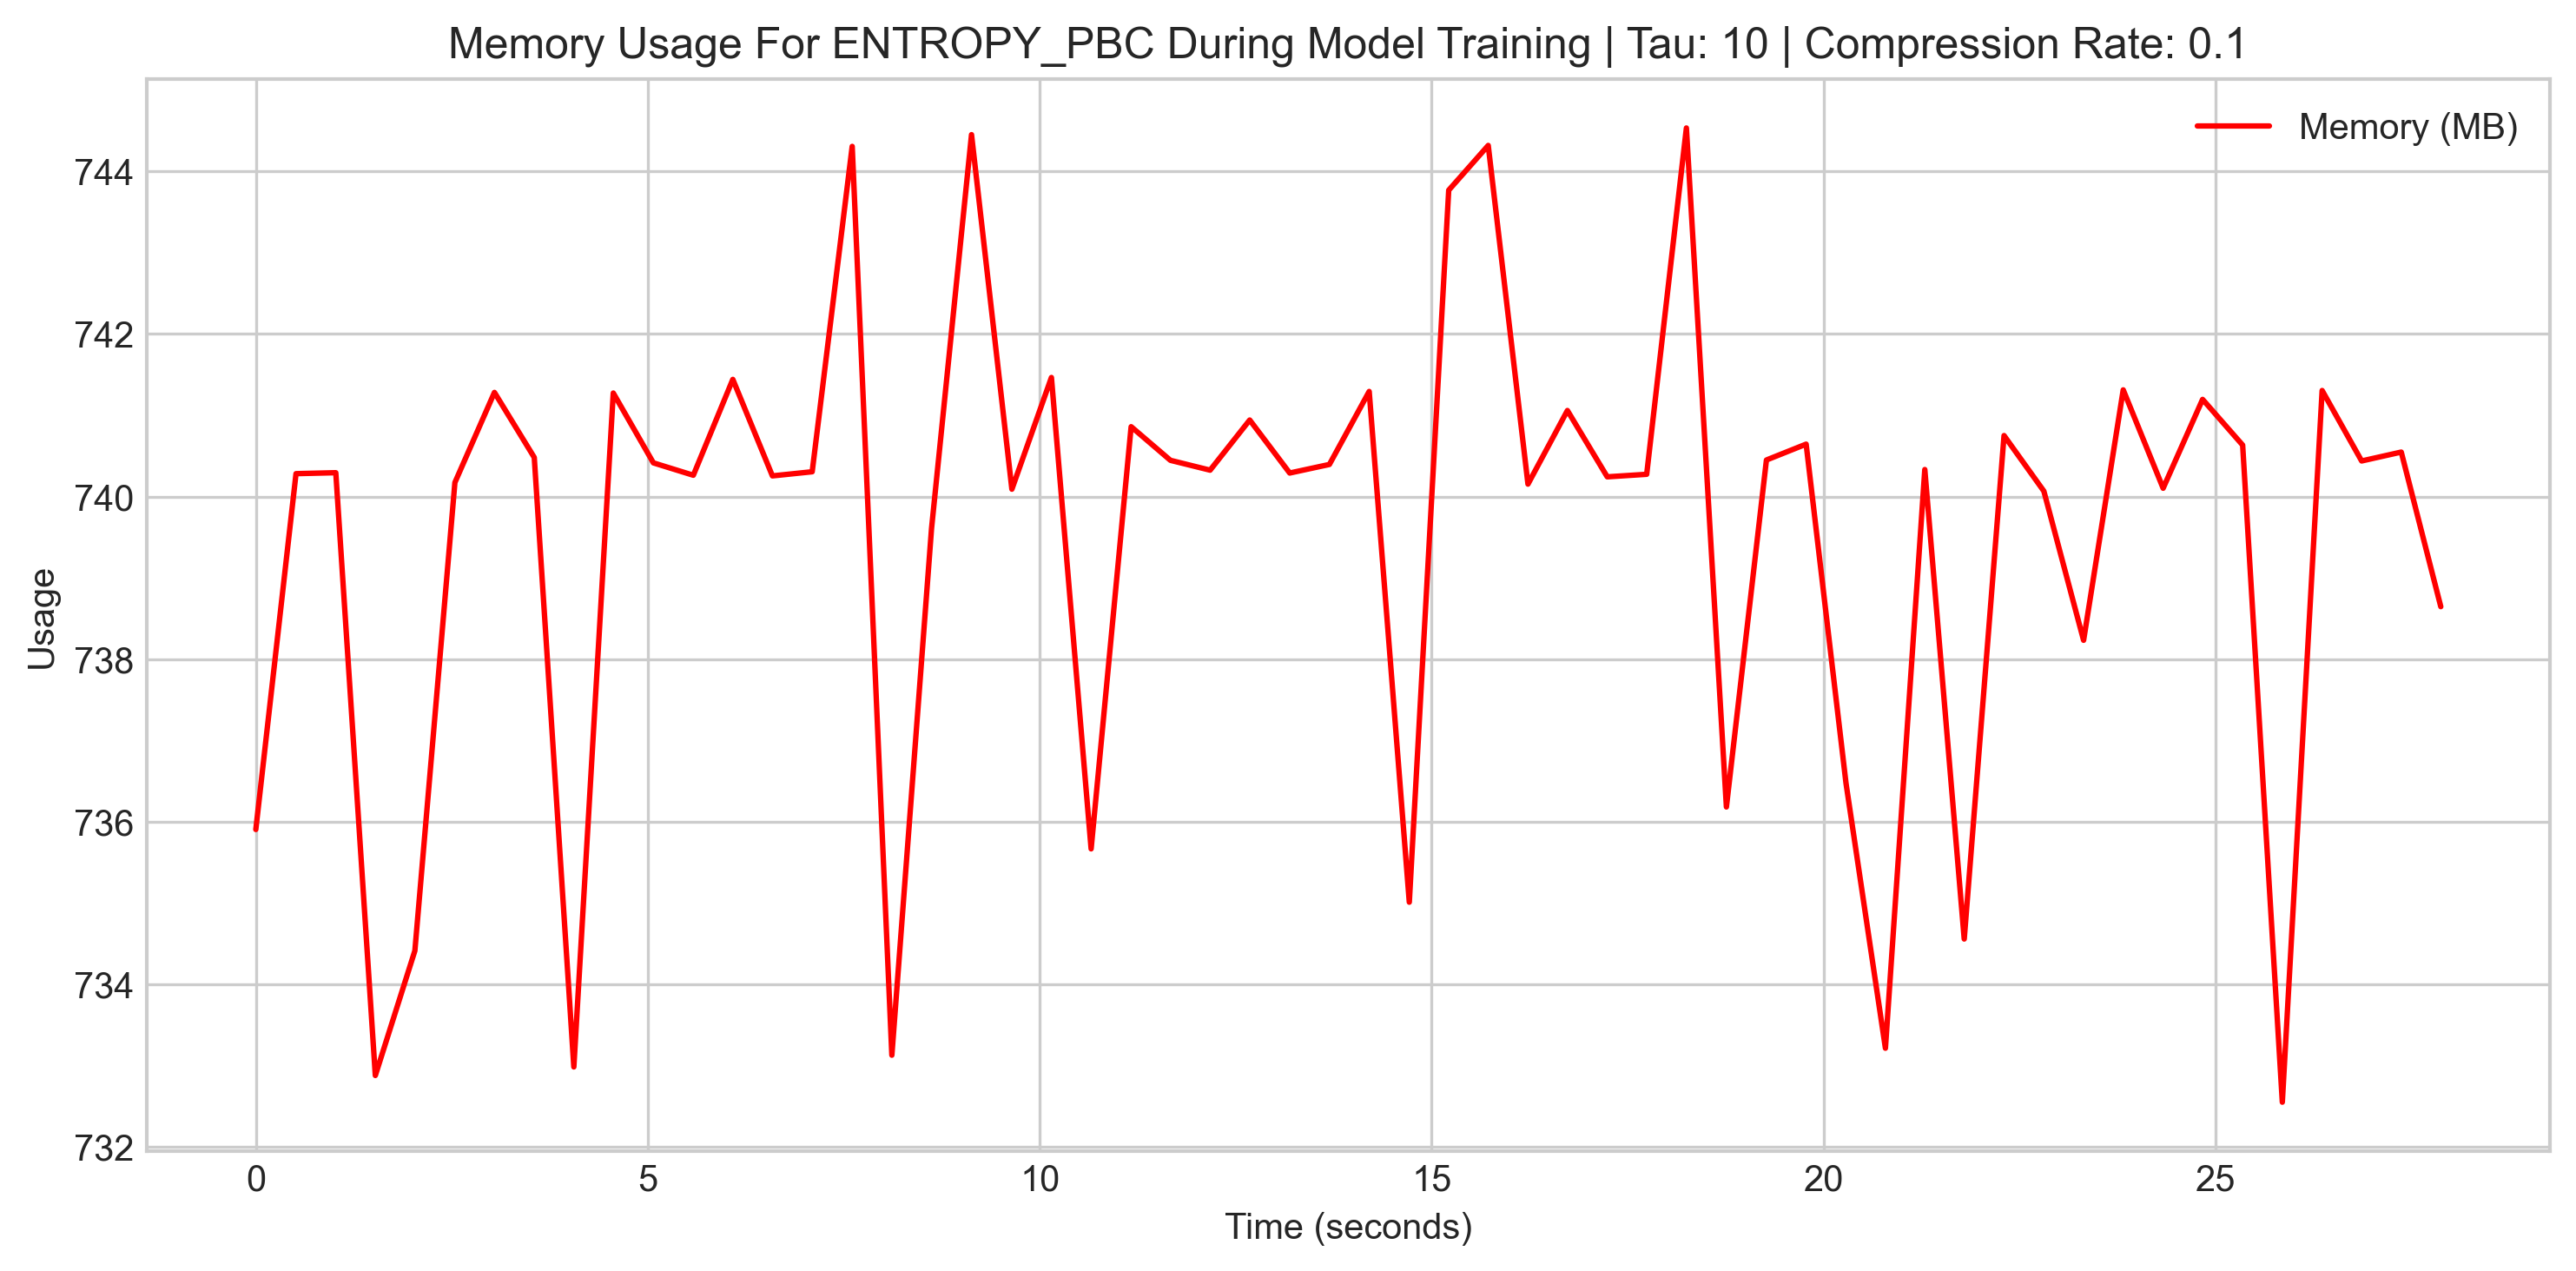 Memory Usage For ENTROPY_PBC During Model Training | Tau: 10 | Compression Rate: 0.1
Memory (MB)
744
742
740
738
736
734
732
Usage
0 5 10 15 20 25
Time (seconds)